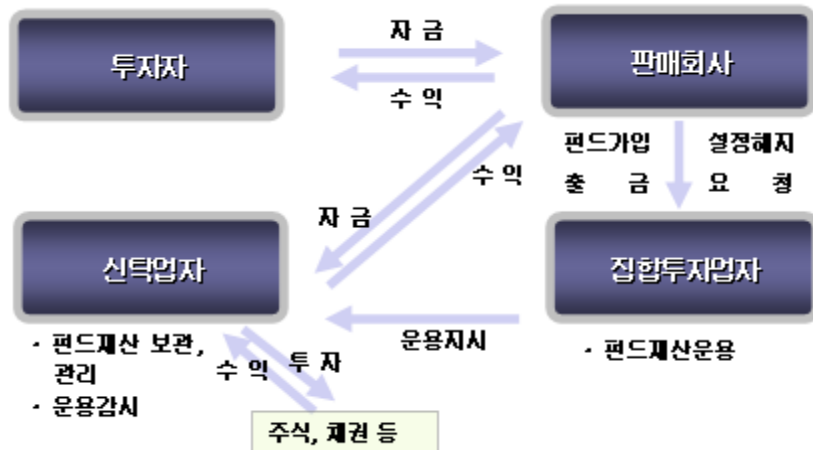 자 금
투자자
판매회사
수 익
펀드가입 설정해지
출 금 요 청
수 익
자 금
신탁업자
집합투자업자
운용지시
· 펀드재산 보관,
관리
· 운용감시
수 익
투 자
· 펀드재산운용
주식, 채권 등